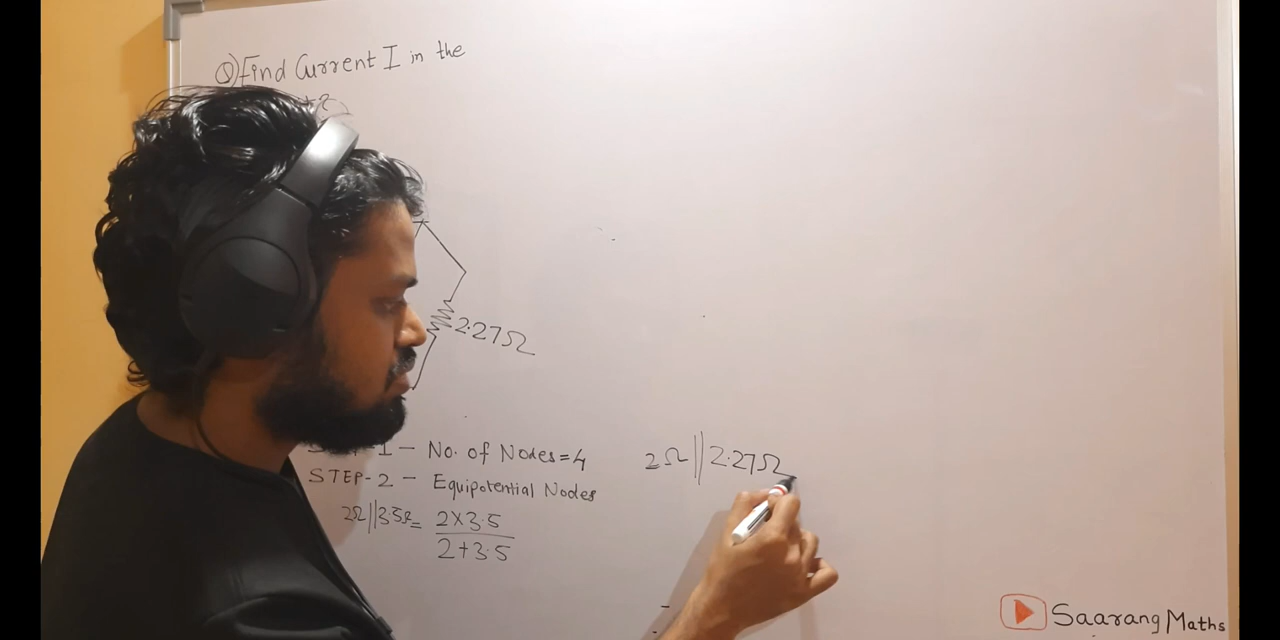 Q) Find Current I in the
2.27Ω
- No. of Nodes=4
STEP-2 - Equipotential Nodes
2Ω||3.5Ω= 2×3.5
2+3.5
2Ω||2.27Ω
Saarang Maths